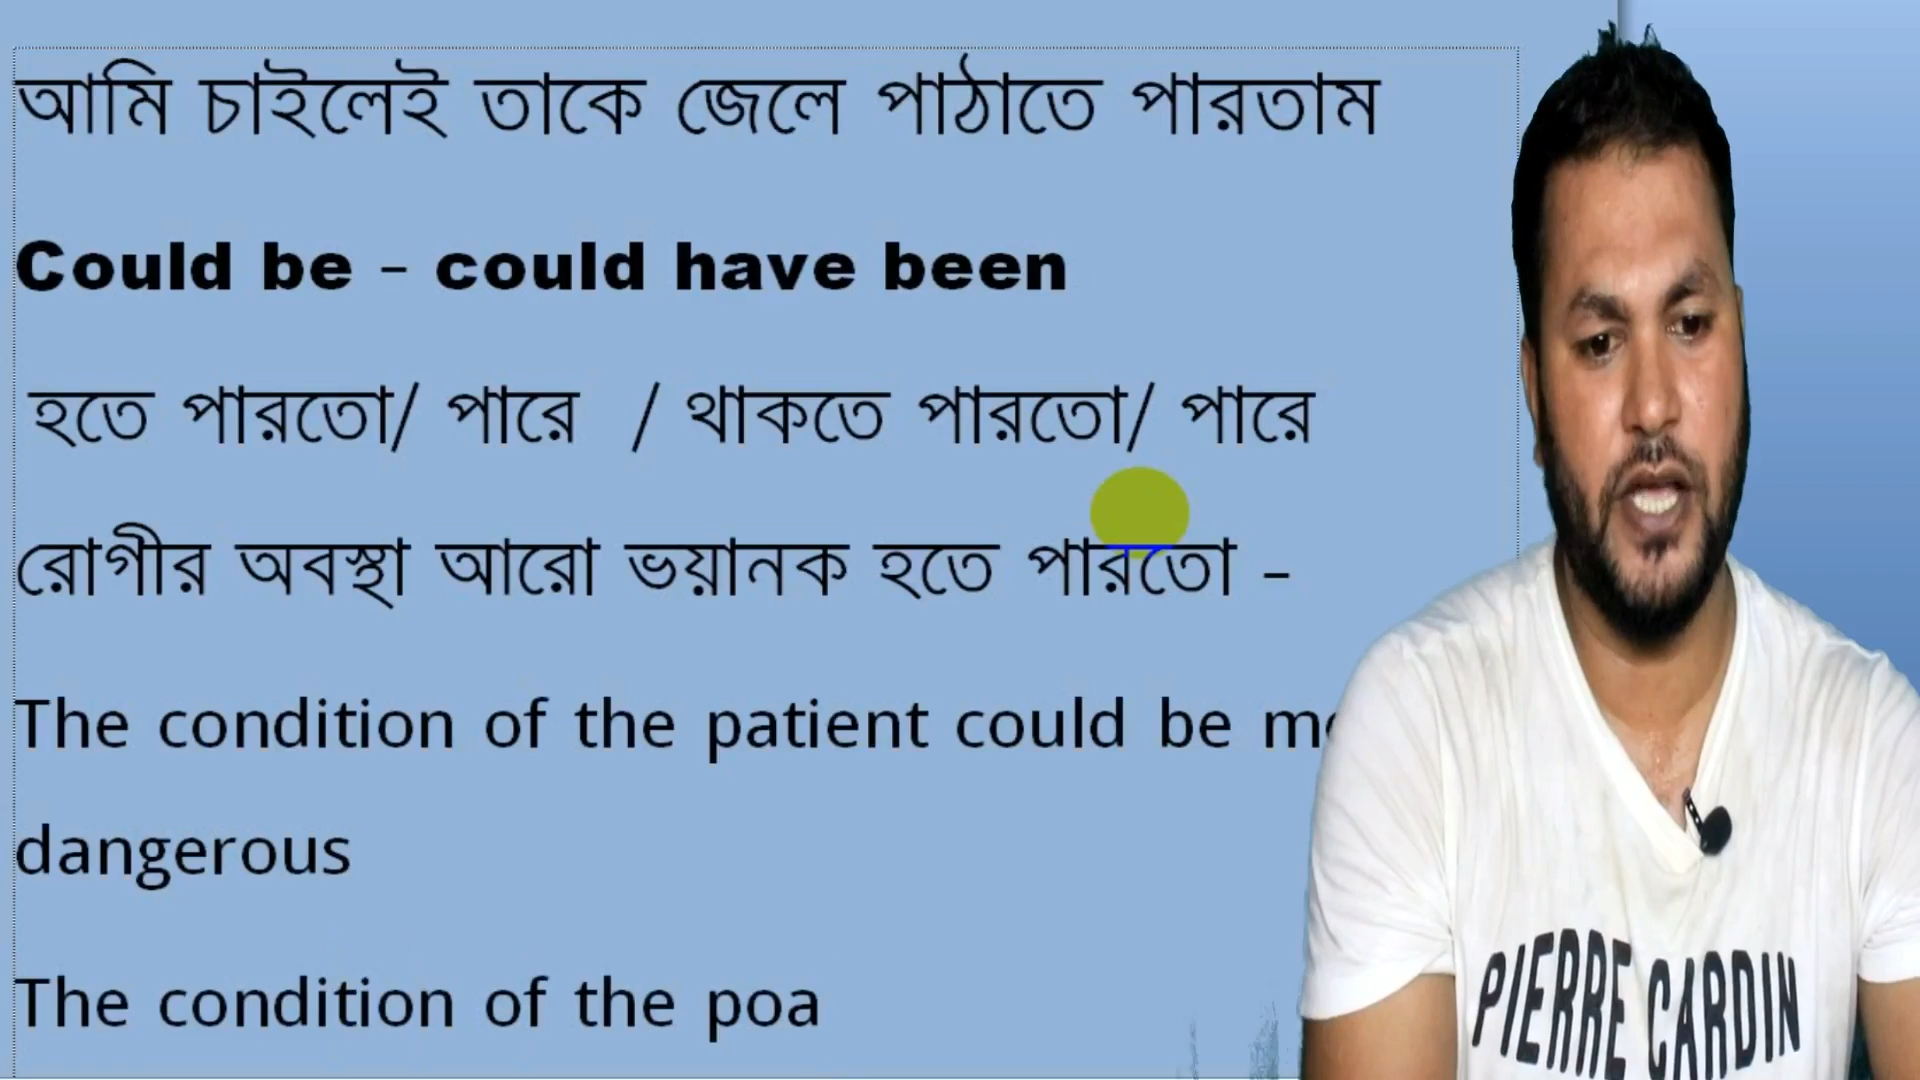 আমি চাইলেই তাকে জেলে পাঠাতে পারতাম
Could be – could have been
হতে পারতো/ পারে / থাকতে পারতো/ পারে
রোগীর অবস্থা আরো ভয়ানক হতে পারতো –
The condition of the patient could be
dangerous
The condition of the poa
PIERRE CARDIN